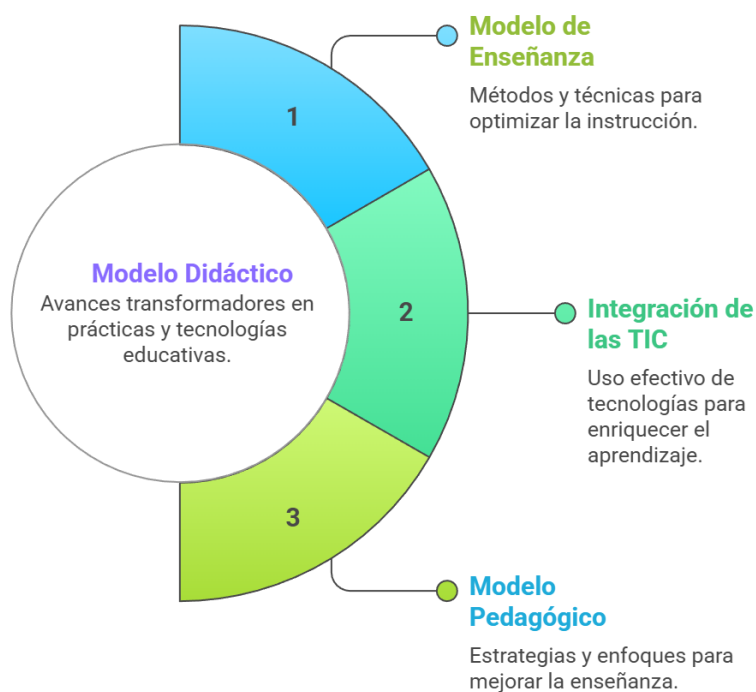 Modelo de
Enseñanza
Métodos y técnicas para
optimizar la instrucción.
1
Modelo Didáctico
Avances transformadores en
prácticas y tecnologías
educativas.
2
Integración de
las TIC
Uso efectivo de
tecnologías para
enriquecer el
aprendizaje.
3
Modelo
Pedagógico
Estrategias y enfoques para
mejorar la enseñanza.